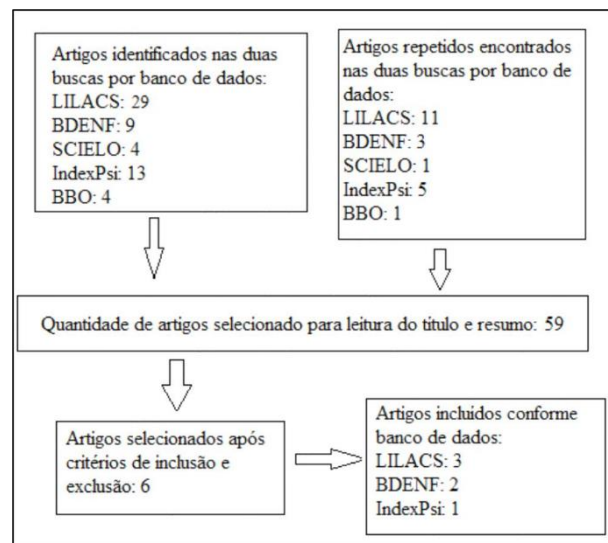 Artigos identificados nas duas
buscas por banco de dados:
LILACS: 29
BDENF: 9
SCIELO: 4
IndexPsi: 13
BBO: 4
Artigos repetidos encontrados
nas duas buscas por banco de
dados:
LILACS: 11
BDENF: 3
SCIELO: 1
IndexPsi: 5
BBO: 1
Quantidade de artigos selecionado para leitura do titulo e resumo: 59
Artigos selecionados após
critérios de inclusão e
exclusão: 6
Artigos incluidos conforme
banco de dados:
LILACS: 3
BDENF: 2
IndexPsi: 1